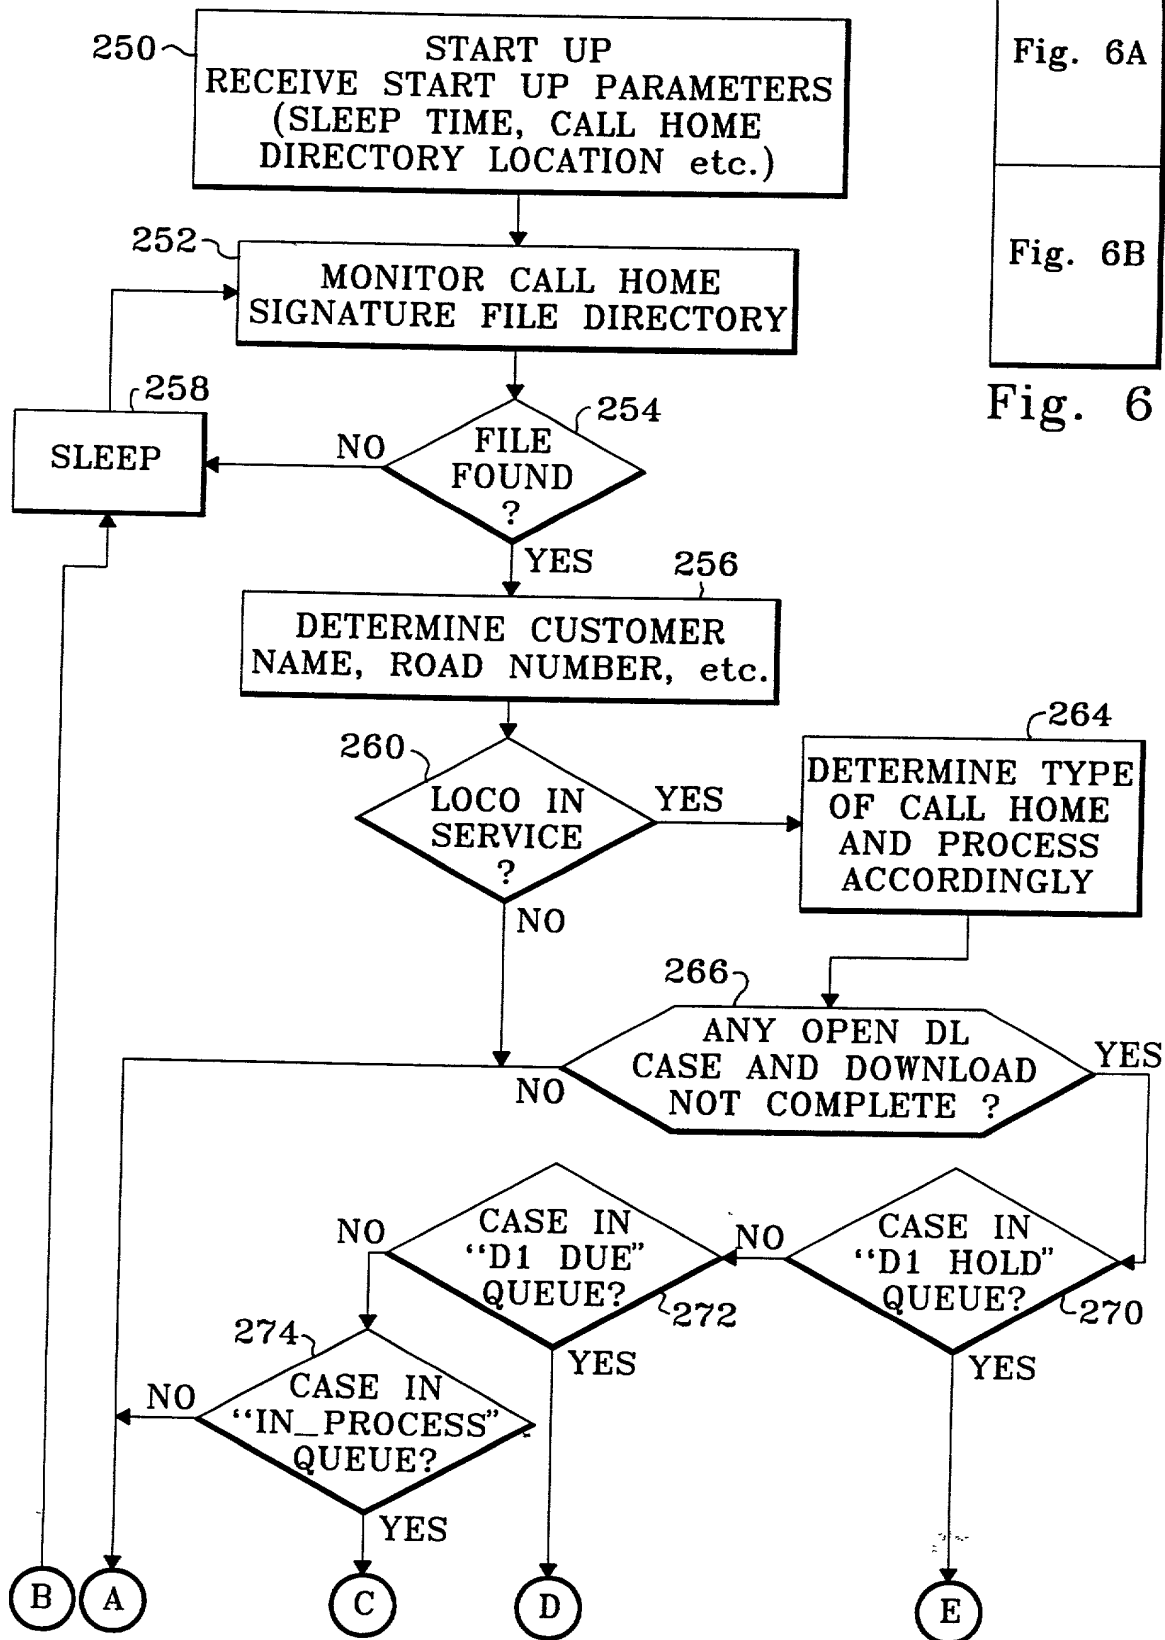 250
START UP
RECEIVE START UP PARAMETERS
(SLEEP TIME, CALL HOME
DIRECTORY LOCATION etc.)
Fig. 6A
Fig. 6B
Fig. 6
252
MONITOR CALL HOME
SIGNATURE FILE DIRECTORY
258
SLEEP
NO
254
FILE
FOUND
?
YES
256
DETERMINE CUSTOMER
NAME, ROAD NUMBER, etc.
260
LOCO IN
SERVICE
?
YES
NO
264
DETERMINE TYPE
OF CALL HOME
AND PROCESS
ACCORDINGLY
266
ANY OPEN DL
CASE AND DOWNLOAD
NOT COMPLETE ?
YES
NO
CASE IN
“D1 HOLD”
QUEUE?
270
NO
YES
CASE IN
“D1 DUE”
QUEUE?
272
NO
YES
274
CASE IN
“IN_PROCESS”
QUEUE?
NO
YES
B
A
C
D
E